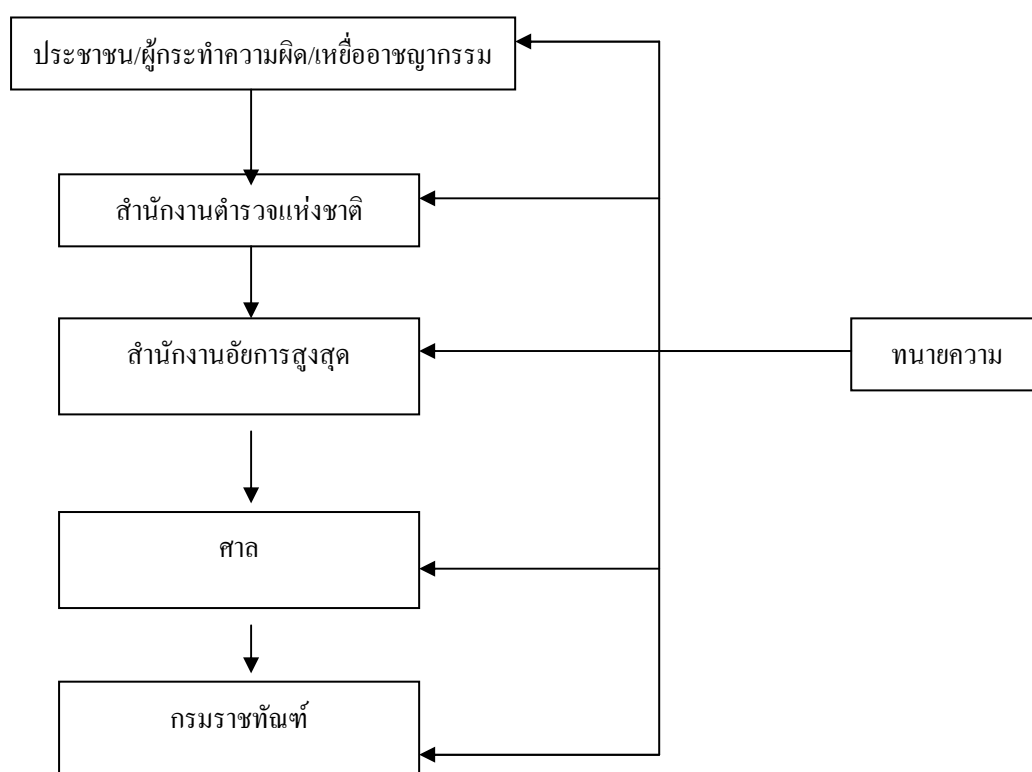 ประชาชน/ผู้กระทำความผิด/เหยื่ออาชญากรรม
สำนักงานตำรวจแห่งชาติ
สำนักงานอัยการสูงสุด
ทนายความ
ศาล
กรมราชทัณฑ์